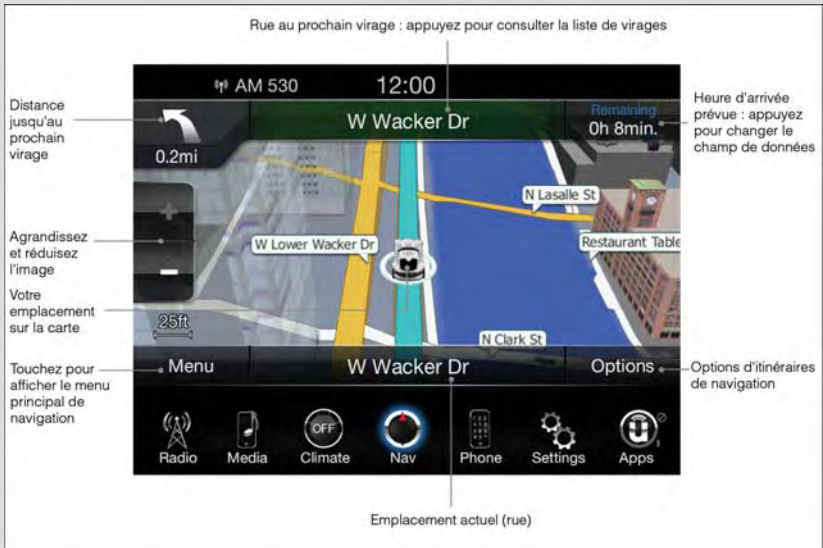 Rue au prochain virage : appuyez pour consulter la liste de virages
AM 530
12:00
Distance
jusqu'au
prochain
virage
W Wacker Dr
Remaining
0h 8min.
Heure d'arrivée
prévue : appuyez
pour changer le
champ de données
0.2mi
N Lasalle St
Agrandissez
et réduisez
l'image
+
W Lower Wacker Dr
Restaurant Table
-
Votre
emplacement
sur la carte
25ft
N Clark St
Touchez pour
afficher le menu
principal de
navigation
Menu
W Wacker Dr
Options
Options d'itinéraires
de navigation
OFF
Radio
Media
Climate
Nav
Phone
Settings
Apps
Emplacement actuel (rue)